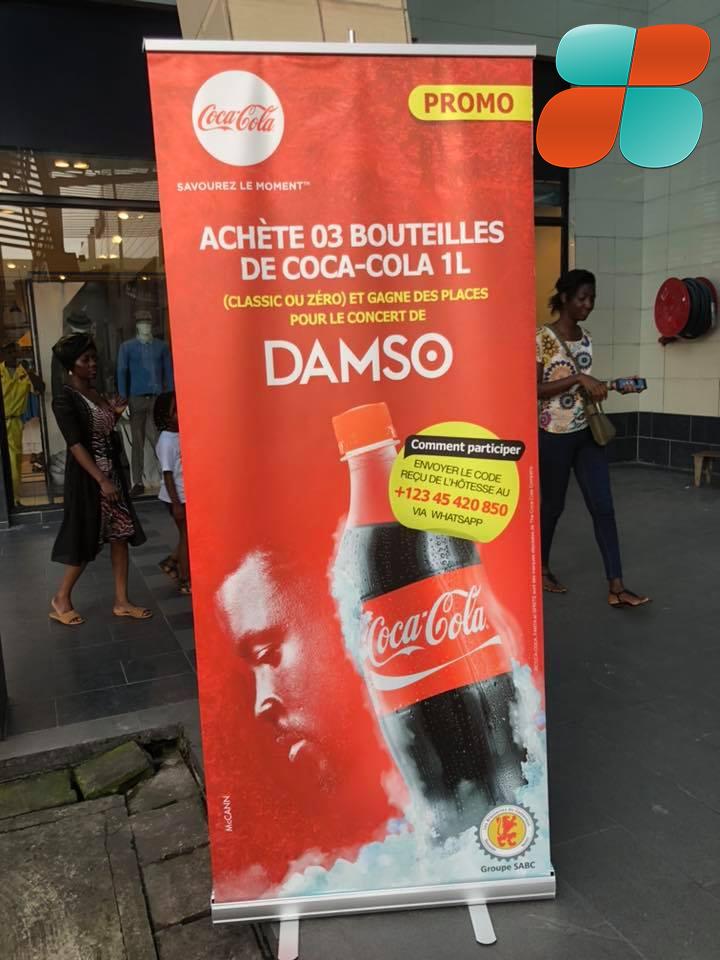 Coca-Cola
SAVOUREZ LE MOMENT™
PROMO
ACHÈTE 03 BOUTEILLES
DE COCA-COLA 1L
(CLASSIC OU ZÉRO) ET GAGNE DES PLACES
POUR LE CONCERT DE
DAMSO
Comment participer
ENVOYER LE CODE
REÇU DE L'HÔTESSE AU
+123 45 420 850
VIA WHATSAPP
Coca-Cola
McCANN
Groupe SABC